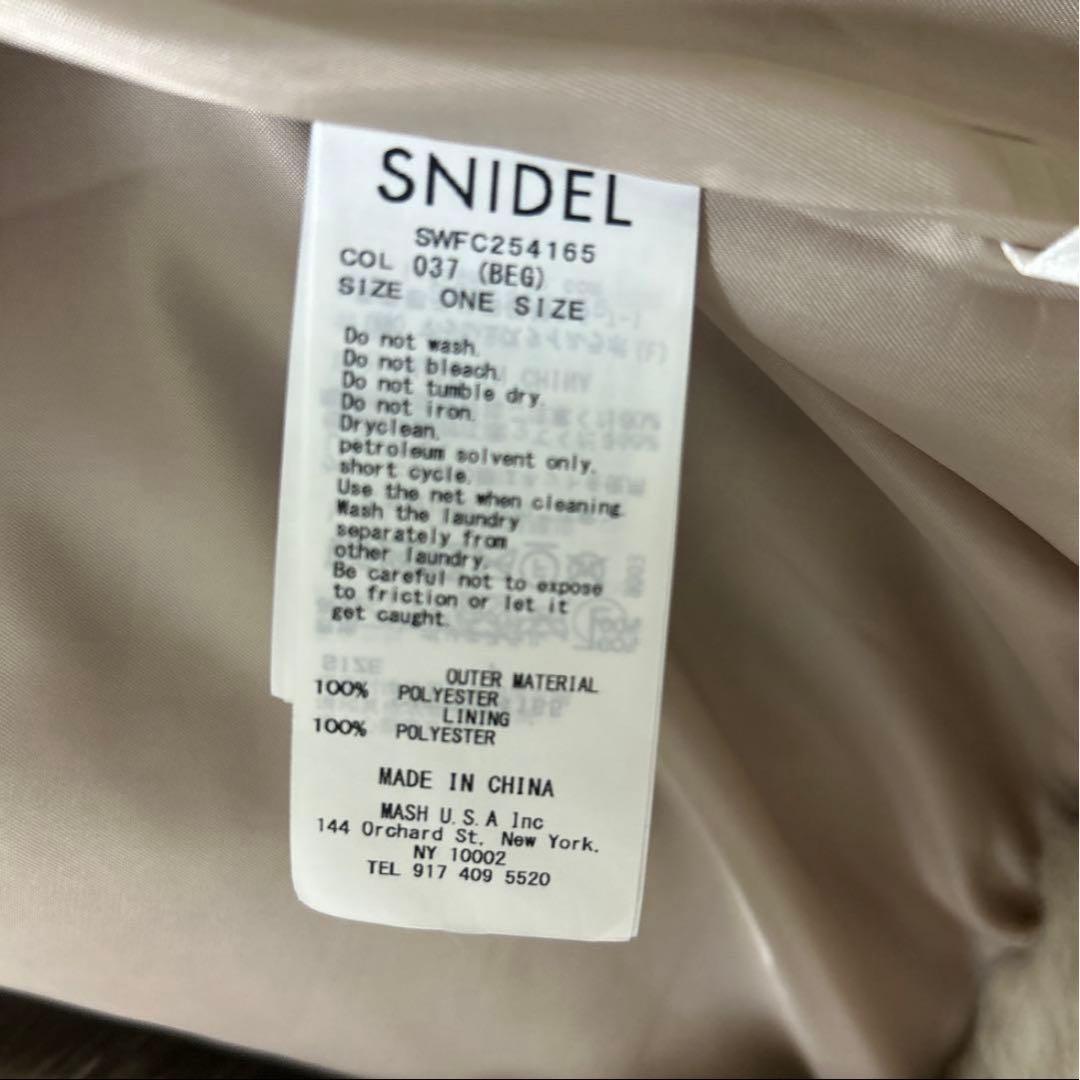 SNIDEL
SWFC254165
COL 037 (BEG)
SIZE ONE SIZE
Do not wash.
Do not bleach.
Do not tumble dry.
Do not iron.
Dryclean.
petroleum solvent only.
short cycle.
Use the net when cleaning.
Wash the laundry
separately from
other laundry.
Be careful not to expose
to friction or let it
get caught.
OUTER MATERIAL
100% POLYESTER
LINING
100% POLYESTER
MADE IN CHINA
MASH U.S.A Inc
144 Orchard St. New York.
NY 10002
TEL 917 409 5520